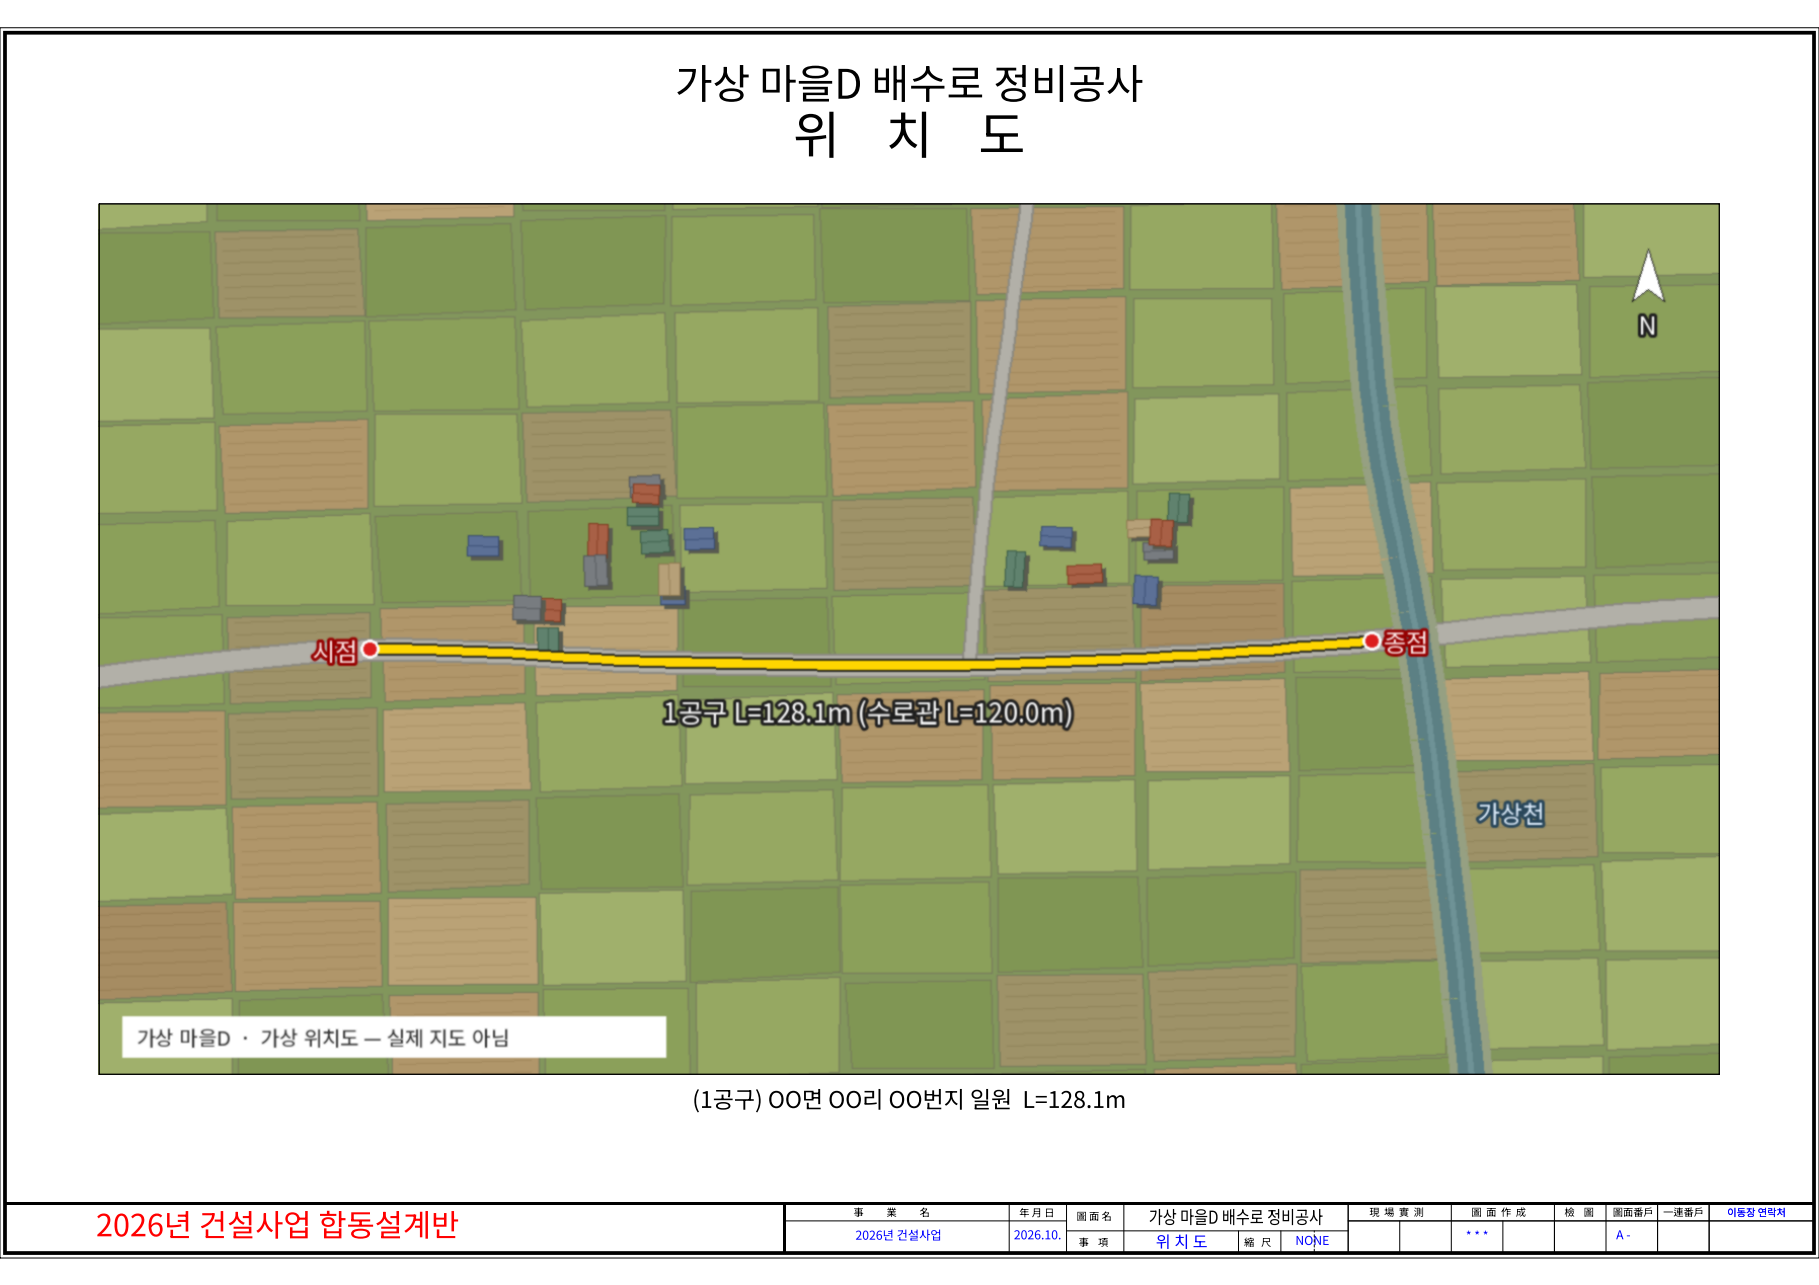 가상 마을D 배수로 정비공사
위 치 도
N
시점
종점
1공구 L=128.1m (수로관 L=120.0m)
가상천
가상 마을D · 가상 위치도 — 실제 지도 아님
(1공구) OO면 OO리 OO번지 일원 L=128.1m
2026년 건설사업 합동설계반
事 業 名
2026년 건설사업
年 月 日
2026.10.
圖 面 名
가상 마을D 배수로 정비공사
事 項
위 치 도
縮 尺
NONE
現 場 實 測
圖 面 作 成
* * *
檢 圖
圖面番戶
A -
一連番戶
이동장 연락처